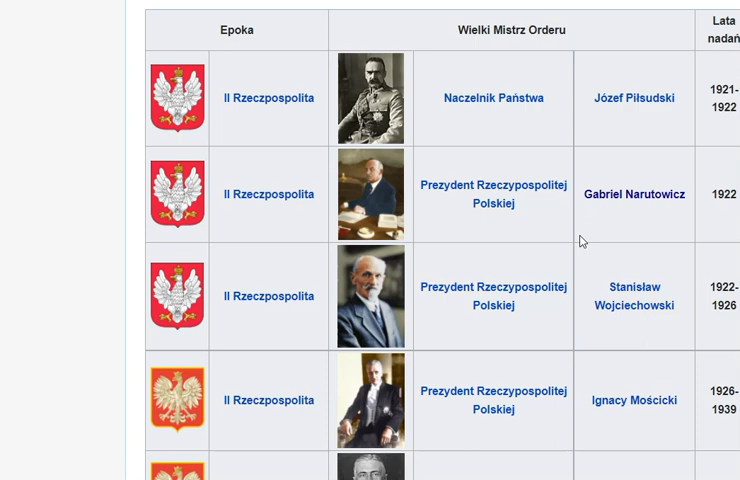 Epoka
Wielki Mistrz Orderu
Lata
nadań
II Rzeczpospolita
Naczelnik Państwa
Józef Piłsudski
1921-
1922
II Rzeczpospolita
Prezydent Rzeczypospolitej
Polskiej
Gabriel Narutowicz
1922
II Rzeczpospolita
Prezydent Rzeczypospolitej
Polskiej
Stanisław
Wojciechowski
1922-
1926
II Rzeczpospolita
Prezydent Rzeczypospolitej
Polskiej
Ignacy Mościcki
1926-
1939